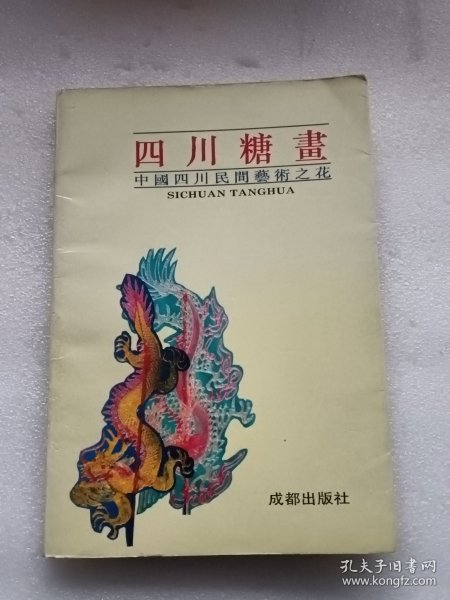 四川糖畫
中國四川民間藝術之花
SICHUAN TANGHUA
成都出版社
孔夫子旧书网
www.kongfz.com